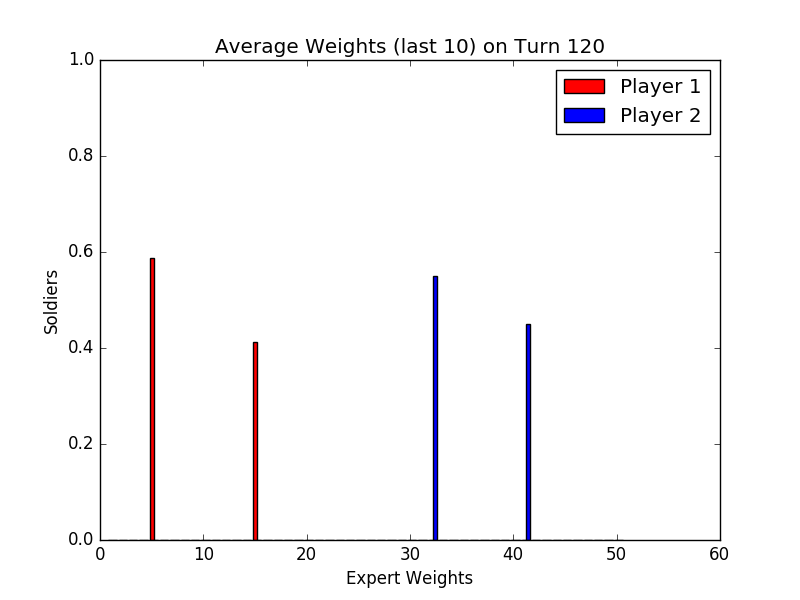 Average Weights (last 10) on Turn 120
1.0
0.8
0.6
0.4
0.2
0.0
Soldiers
Player 1
Player 2
0 10 20 30 40 50 60
Expert Weights